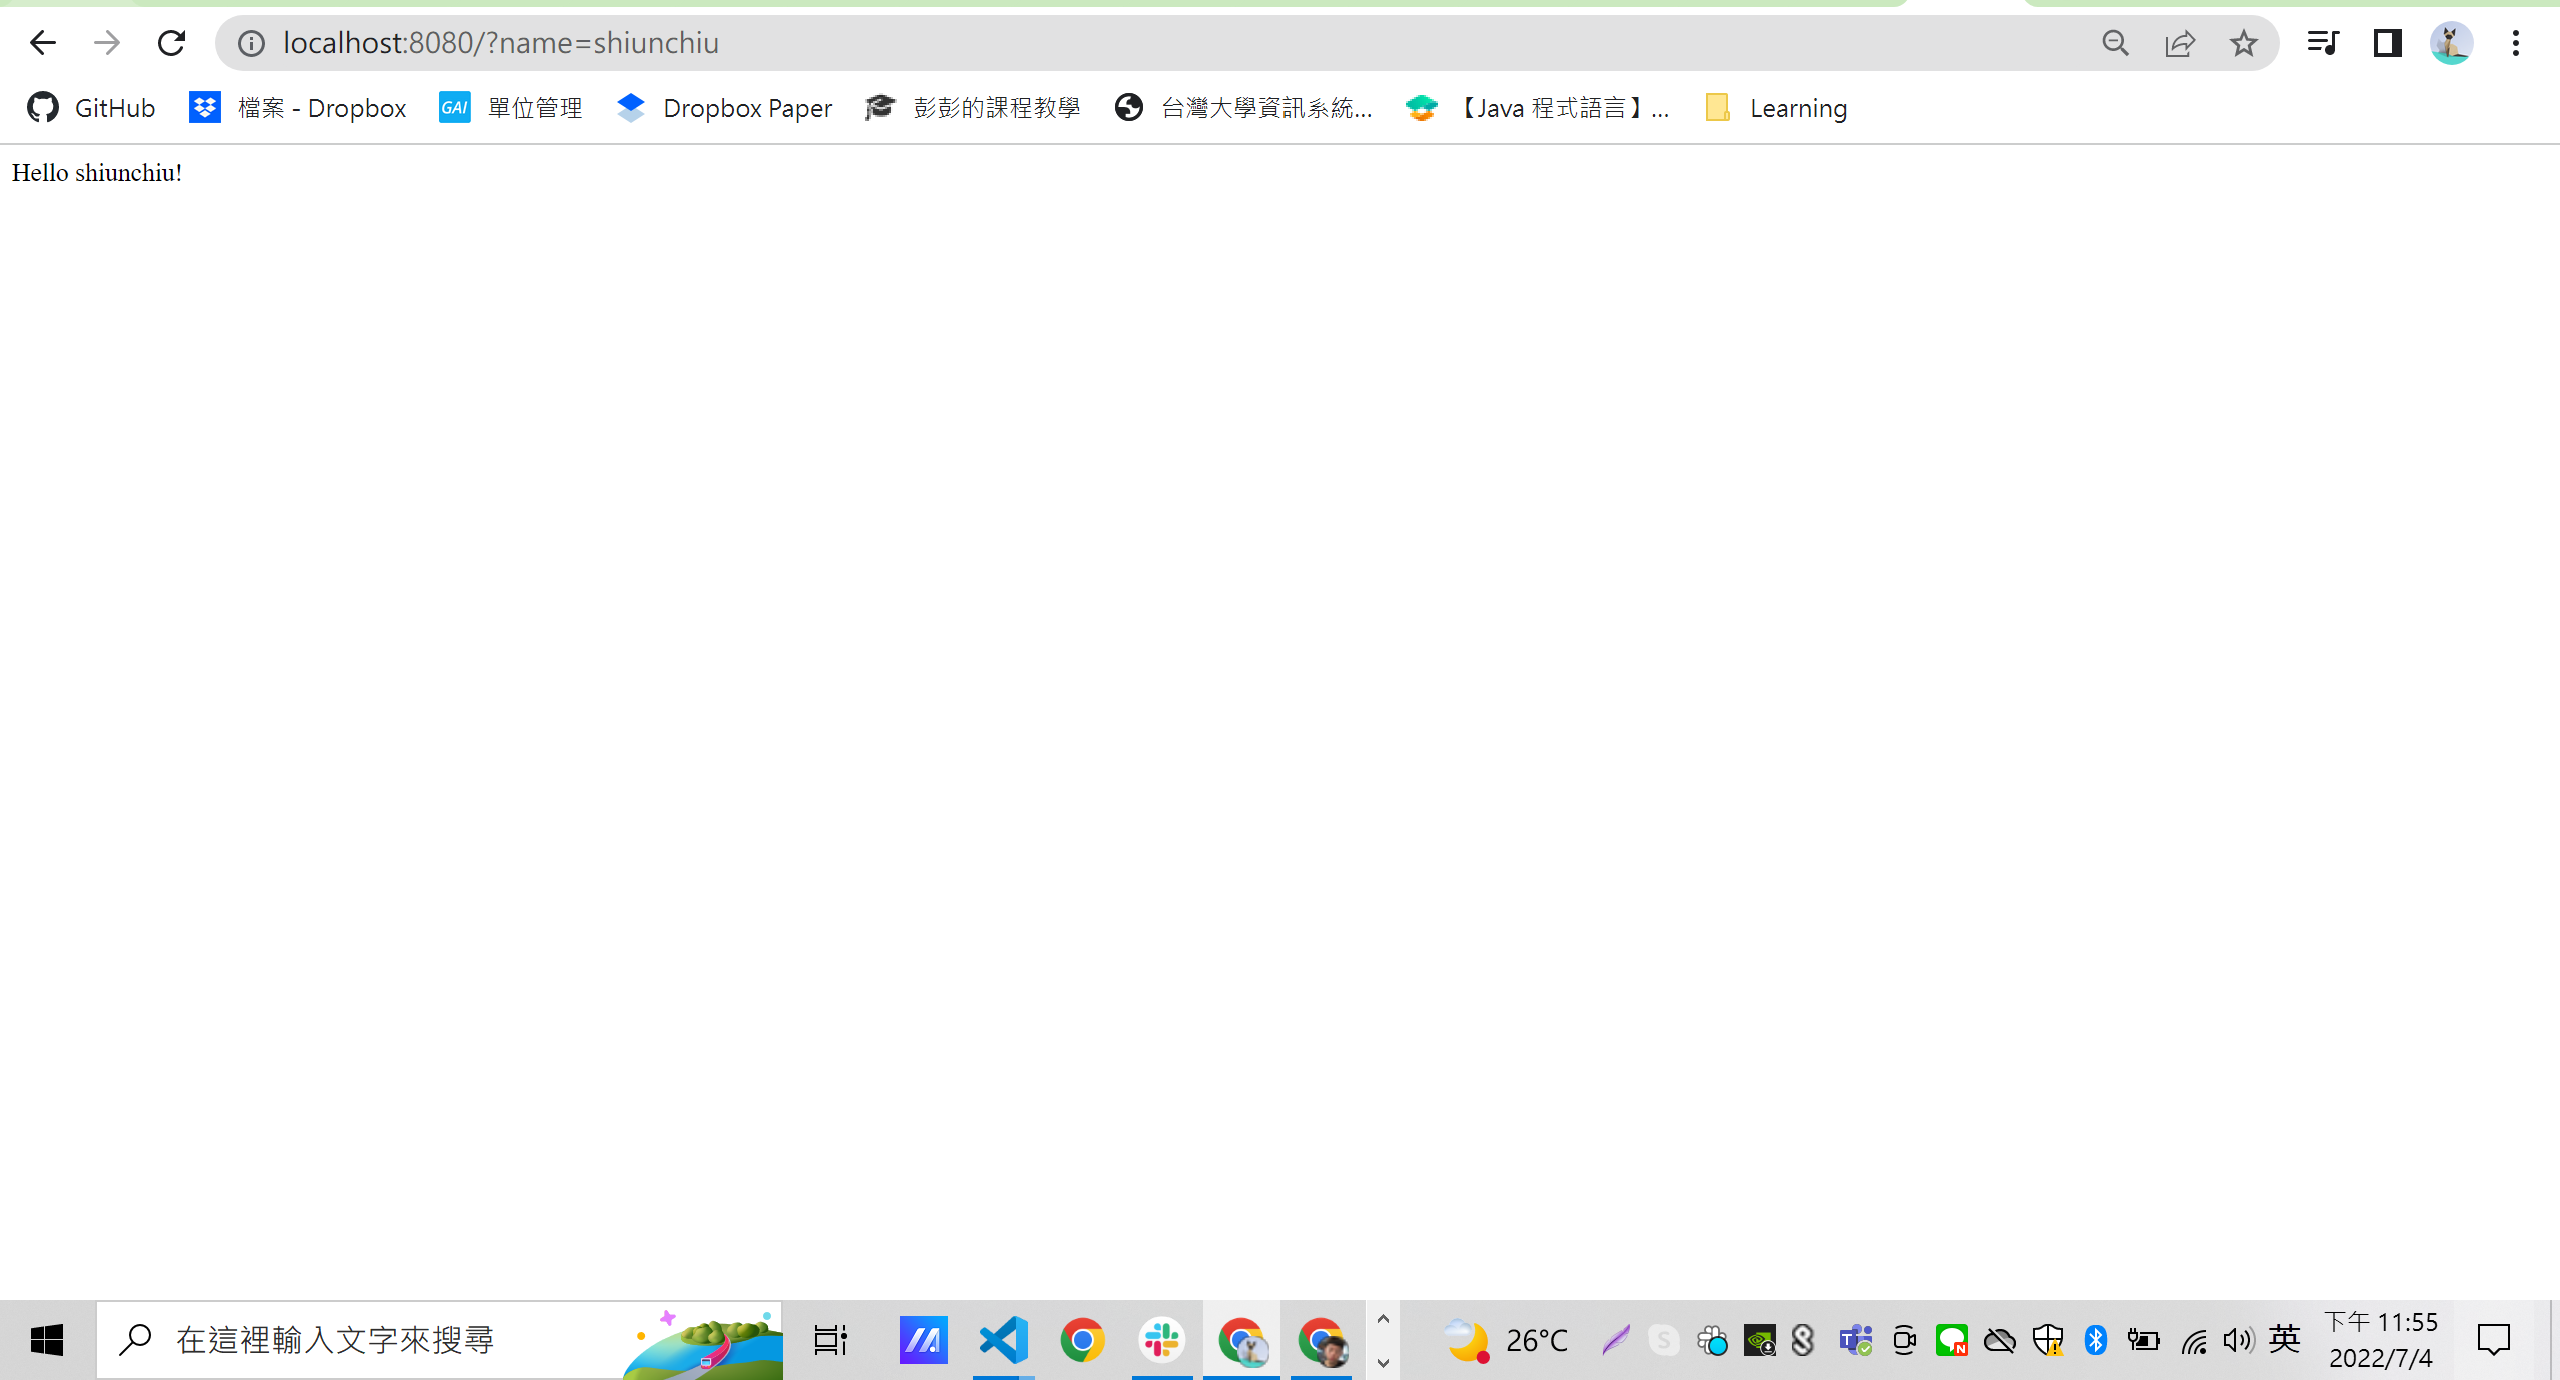 localhost:8080/?name=shiunchiu
GitHub 檔案 - Dropbox GAI 單位管理 Dropbox Paper 彭彭的課程教學 台灣大學資訊系統... 【Java 程式語言】... Learning
Hello shiunchiu!
在這裡輸入文字來搜尋 26°C 英 下午 11:55
2022/7/4